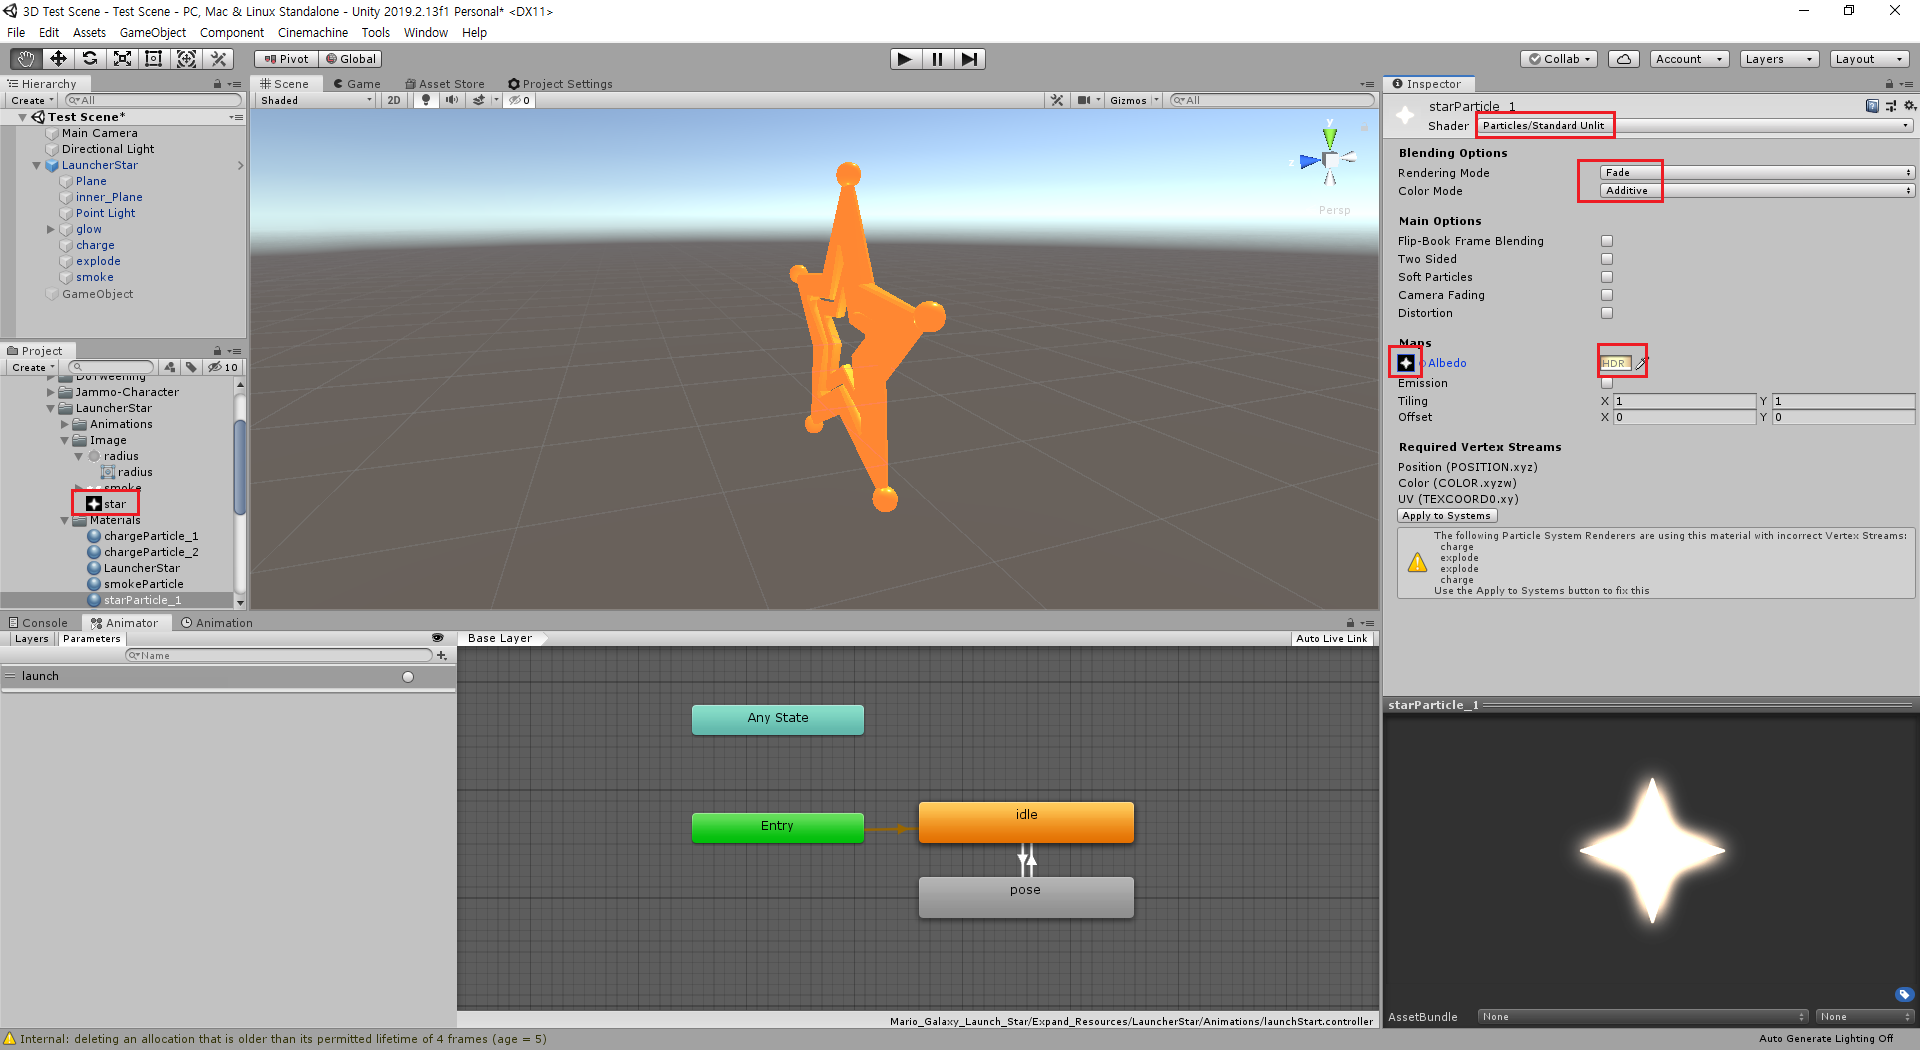 3D Test Scene - Test Scene - PC, Mac & Linux Standalone - Unity 2019.2.13f1 Personal* <DX11>
File Edit Assets GameObject Component Cinemachine Tools Window Help
Pivot Global Collab Account Layers Layout
Hierarchy
Create All
Test Scene*
Main Camera
Directional Light
LauncherStar
Plane
inner_Plane
Point Light
glow
charge
explode
smoke
GameObject
Project
Create 10
DoTweening
Jammo-Character
LauncherStar
Animations
Image
radius
radius
smoke
star
Materials
chargeParticle_1
chargeParticle_2
LauncherStar
smokeParticle
starParticle_1
Scene Game Asset Store Project Settings
Shaded 2D 0 Gizmos All
y
z
Persp
Console Animator Animation
Layers Parameters Base Layer Auto Live Link
Name
launch
Any State
Entry
idle
pose
Mario_Galaxy_Launch_Star/Expand_Resources/LauncherStar/Animations/launchStart.controller
Inspector
starParticle_1
Shader Particles/Standard Unlit
Blending Options
Rendering Mode Fade
Color Mode Additive
Main Options
Flip-Book Frame Blending
Two Sided
Soft Particles
Camera Fading
Distortion
Maps
Albedo HDR
Emission
Tiling X 1 Y 1
Offset X 0 Y 0
Required Vertex Streams
Position (POSITION.xyz)
Color (COLOR.xyzw)
UV (TEXCOORD0.xy)
Apply to Systems
The following Particle System Renderers are using this material with incorrect Vertex Streams:
charge
explode
explode
charge
Use the Apply to Systems button to fix this
starParticle_1
AssetBundle None None
Internal: deleting an allocation that is older than its permitted lifetime of 4 frames (age = 5)
Auto Generate Lighting Off